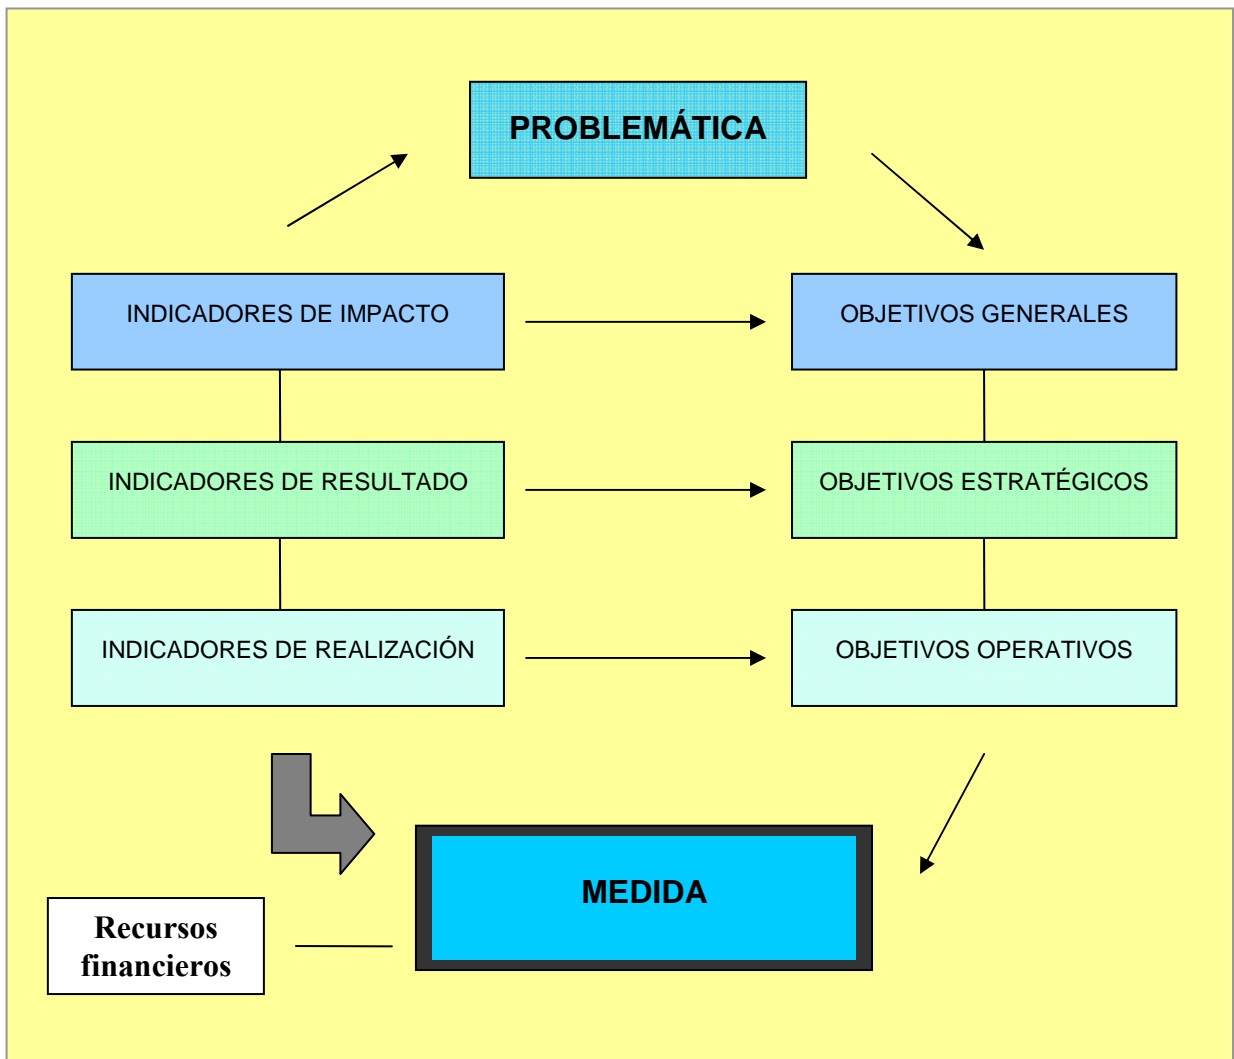 PROBLEMÁTICA
INDICADORES DE IMPACTO
OBJETIVOS GENERALES
INDICADORES DE RESULTADO
OBJETIVOS ESTRATÉGICOS
INDICADORES DE REALIZACIÓN
OBJETIVOS OPERATIVOS
MEDIDA
Recursos
financieros